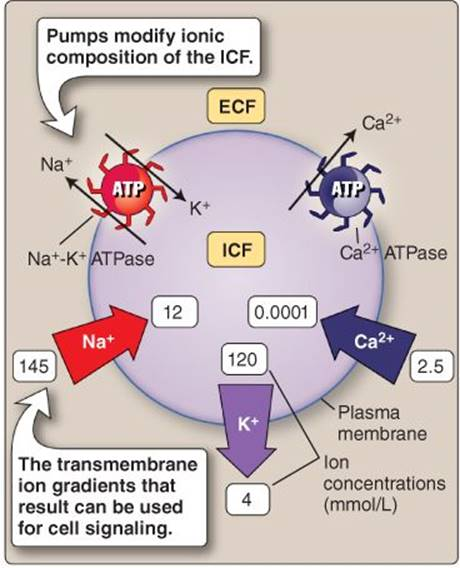 Pumps modify ionic
composition of the ICF.
ECF
Ca²⁺
Na⁺
ATP
ATP
K⁺
ICF
Na⁺-K⁺ ATPase
Ca²⁺ ATPase
12
0.0001
Na⁺
Ca²⁺
145
120
2.5
K⁺
Plasma
membrane
The transmembrane
ion gradients that
result can be used
for cell signaling.
Ion
concentrations
(mmol/L)
4